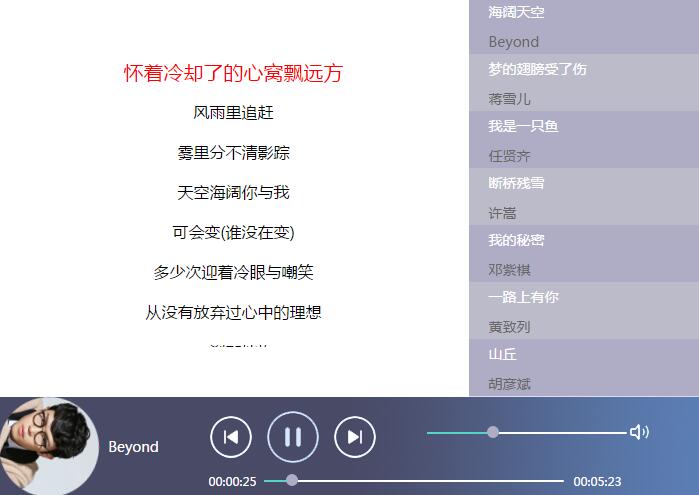 怀着冷却了的心窝飘远方
风雨里追赶
雾里分不清影踪
天空海阔你与我
可会变(谁没在变)
多少次迎着冷眼与嘲笑
从没有放弃过心中的理想
海阔天空
Beyond
梦的翅膀受了伤
蒋雪儿
我是一只鱼
任贤齐
断桥残雪
许嵩
我的秘密
邓紫棋
一路上有你
黄致列
山丘
胡彦斌
Beyond
00:00:25
00:05:23